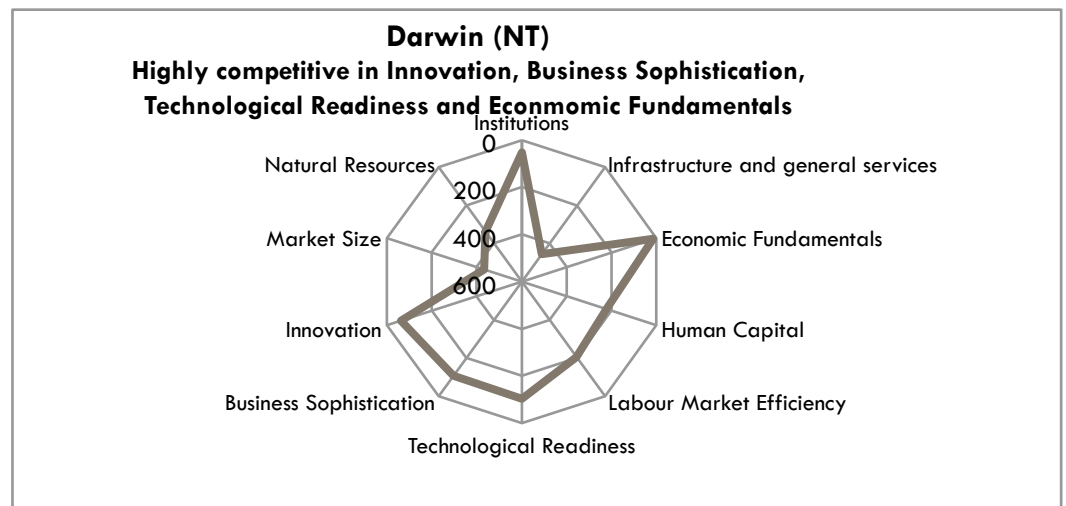 Darwin (NT)
Highly competitive in Innovation, Business Sophistication,
Technological Readiness and Econmomic Fundamentals
Institutions
0
Natural Resources
Infrastructure and general services
200
Market Size
400
Economic Fundamentals
600
Innovation
Human Capital
Business Sophistication
Labour Market Efficiency
Technological Readiness